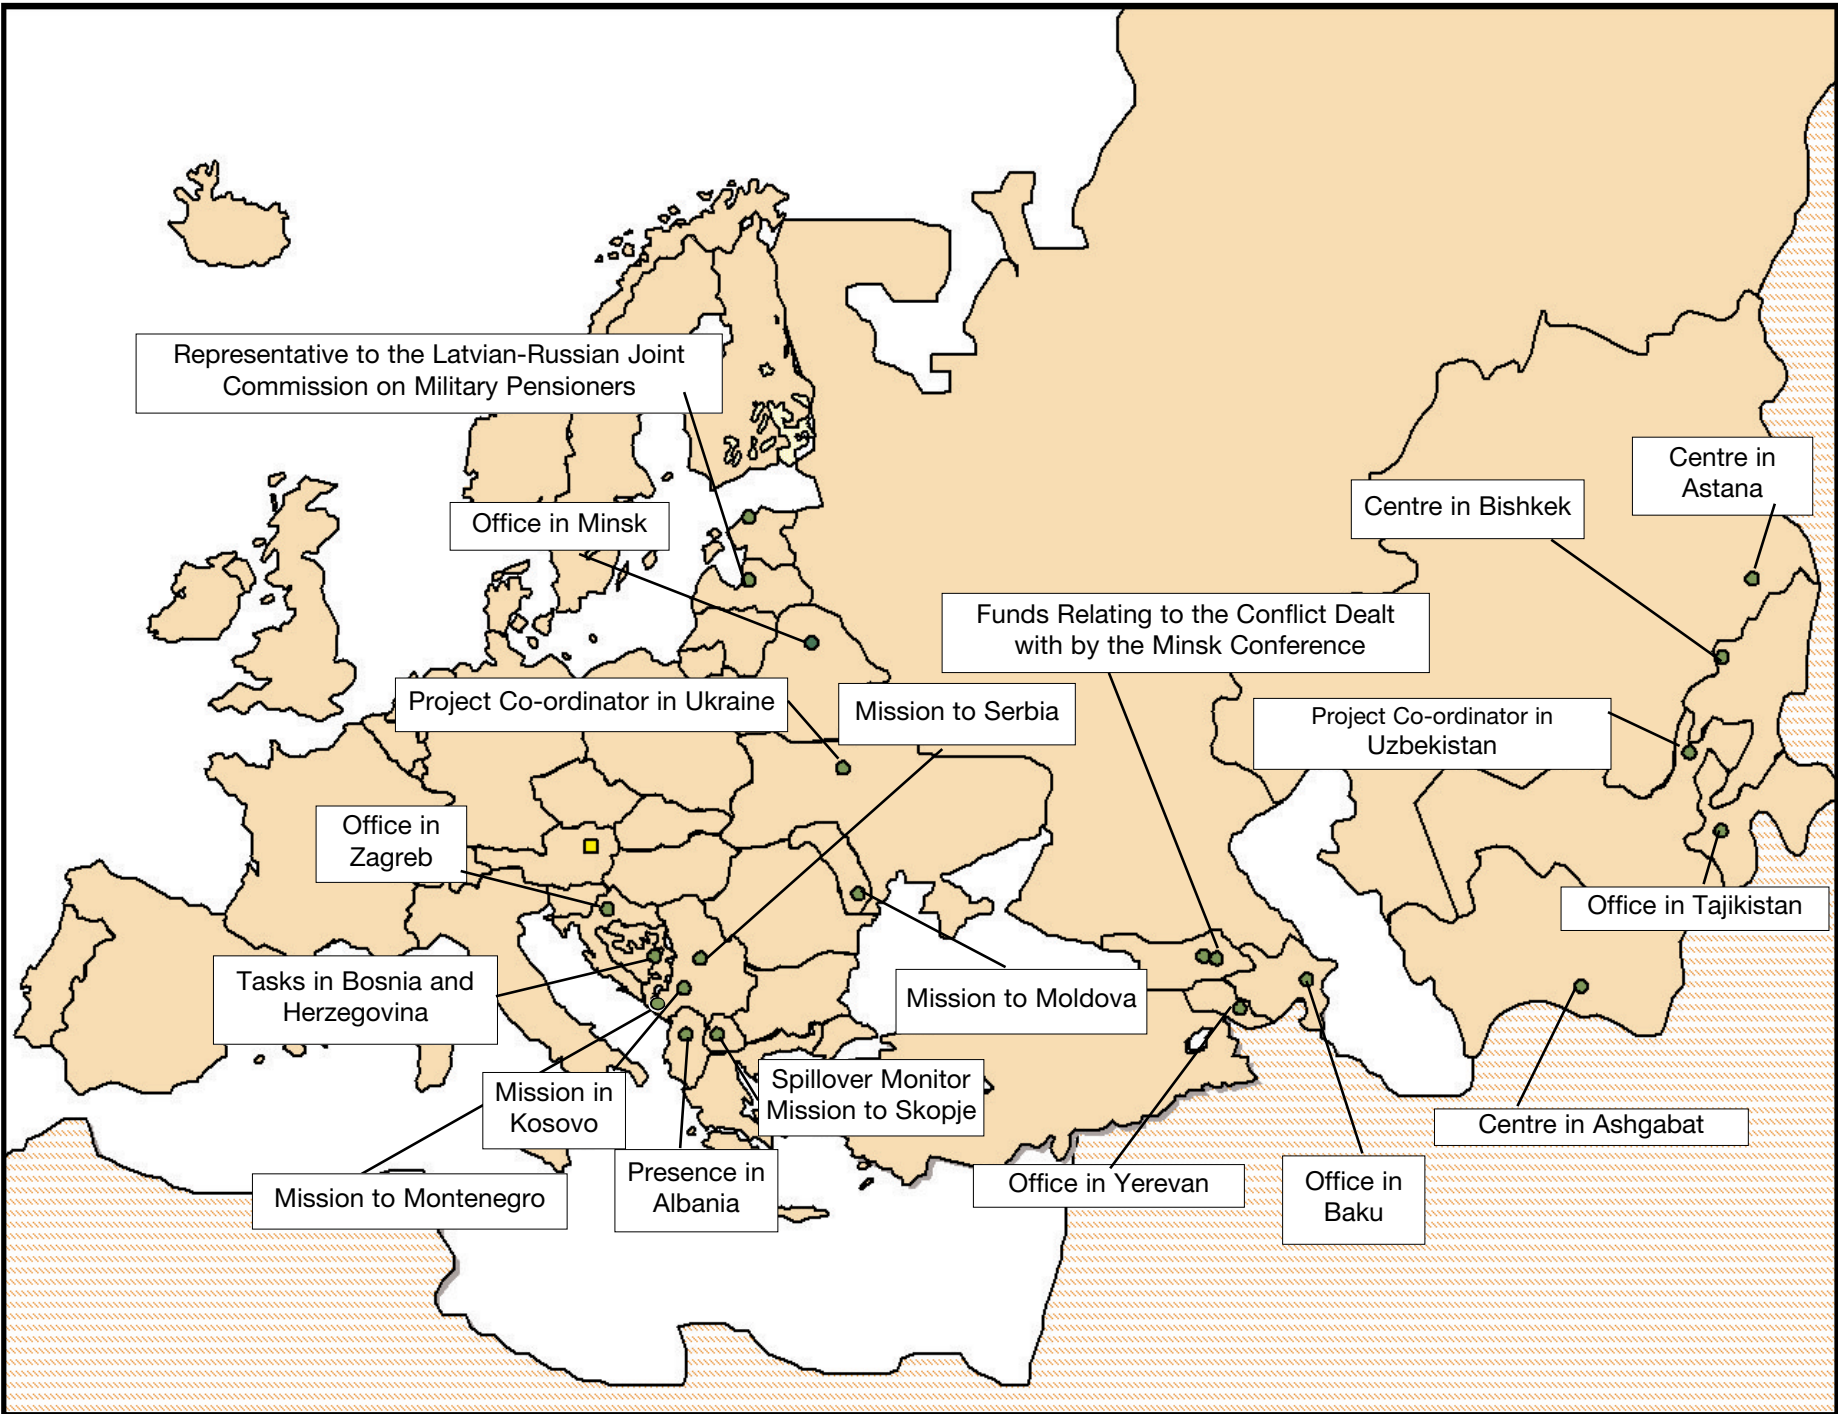 Representative to the Latvian-Russian Joint
Commission on Military Pensioners
Office in Minsk
Centre in
Astana
Centre in Bishkek
Funds Relating to the Conflict Dealt
with by the Minsk Conference
Project Co-ordinator in Ukraine
Mission to Serbia
Project Co-ordinator in
Uzbekistan
Office in
Zagreb
Office in Tajikistan
Tasks in Bosnia and
Herzegovina
Mission to Moldova
Mission in
Kosovo
Spillover Monitor
Mission to Skopje
Centre in Ashgabat
Presence in
Albania
Mission to Montenegro
Office in Yerevan
Office in
Baku